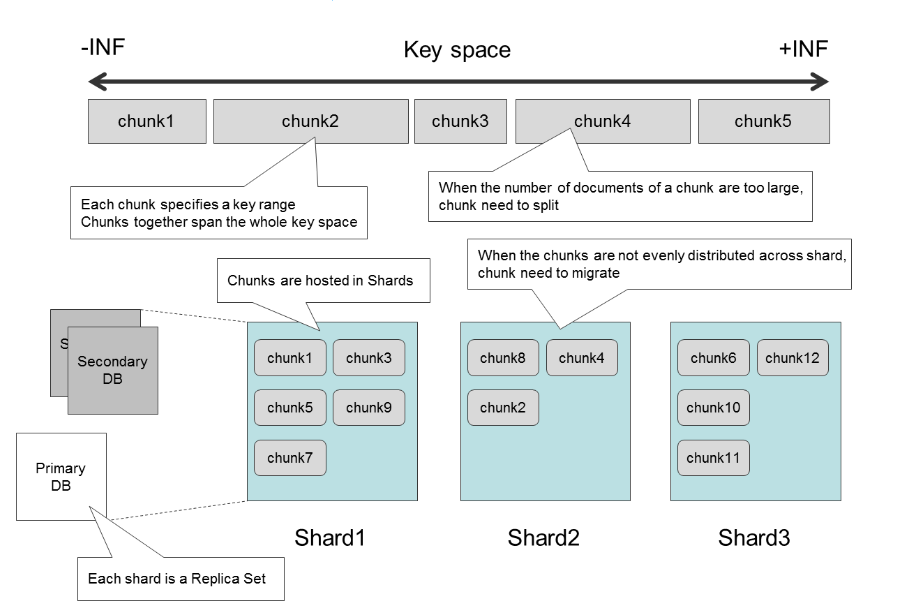 -INF
Key space
+INF
chunk1
chunk2
chunk3
chunk4
chunk5
Each chunk specifies a key range
Chunks together span the whole key space
When the number of documents of a chunk are too large,
chunk need to split
When the chunks are not evenly distributed across shard,
chunk need to migrate
Chunks are hosted in Shards
S
Secondary
DB
Primary
DB
chunk1
chunk3
chunk5
chunk9
chunk7
chunk8
chunk4
chunk2
chunk6
chunk12
chunk10
chunk11
Shard1
Shard2
Shard3
Each shard is a Replica Set